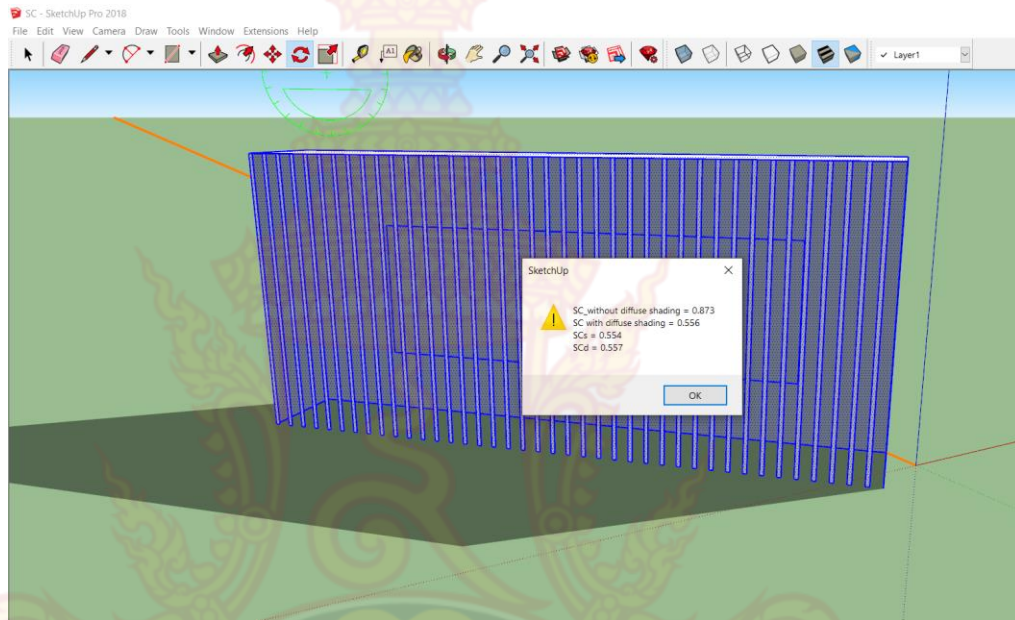 SC - SketchUp Pro 2018
File Edit View Camera Draw Tools Window Extensions Help
A1
Layer1
SketchUp
SC_without diffuse shading = 0.873
SC with diffuse shading = 0.556
SCs = 0.554
SCd = 0.557
OK